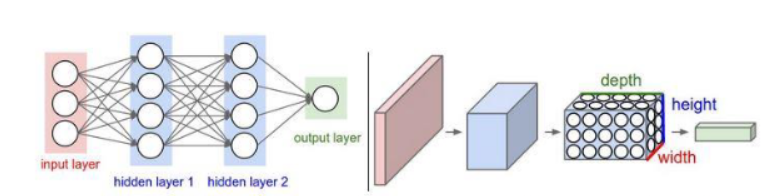 input layer
hidden layer 1
hidden layer 2
output layer
depth
height
width